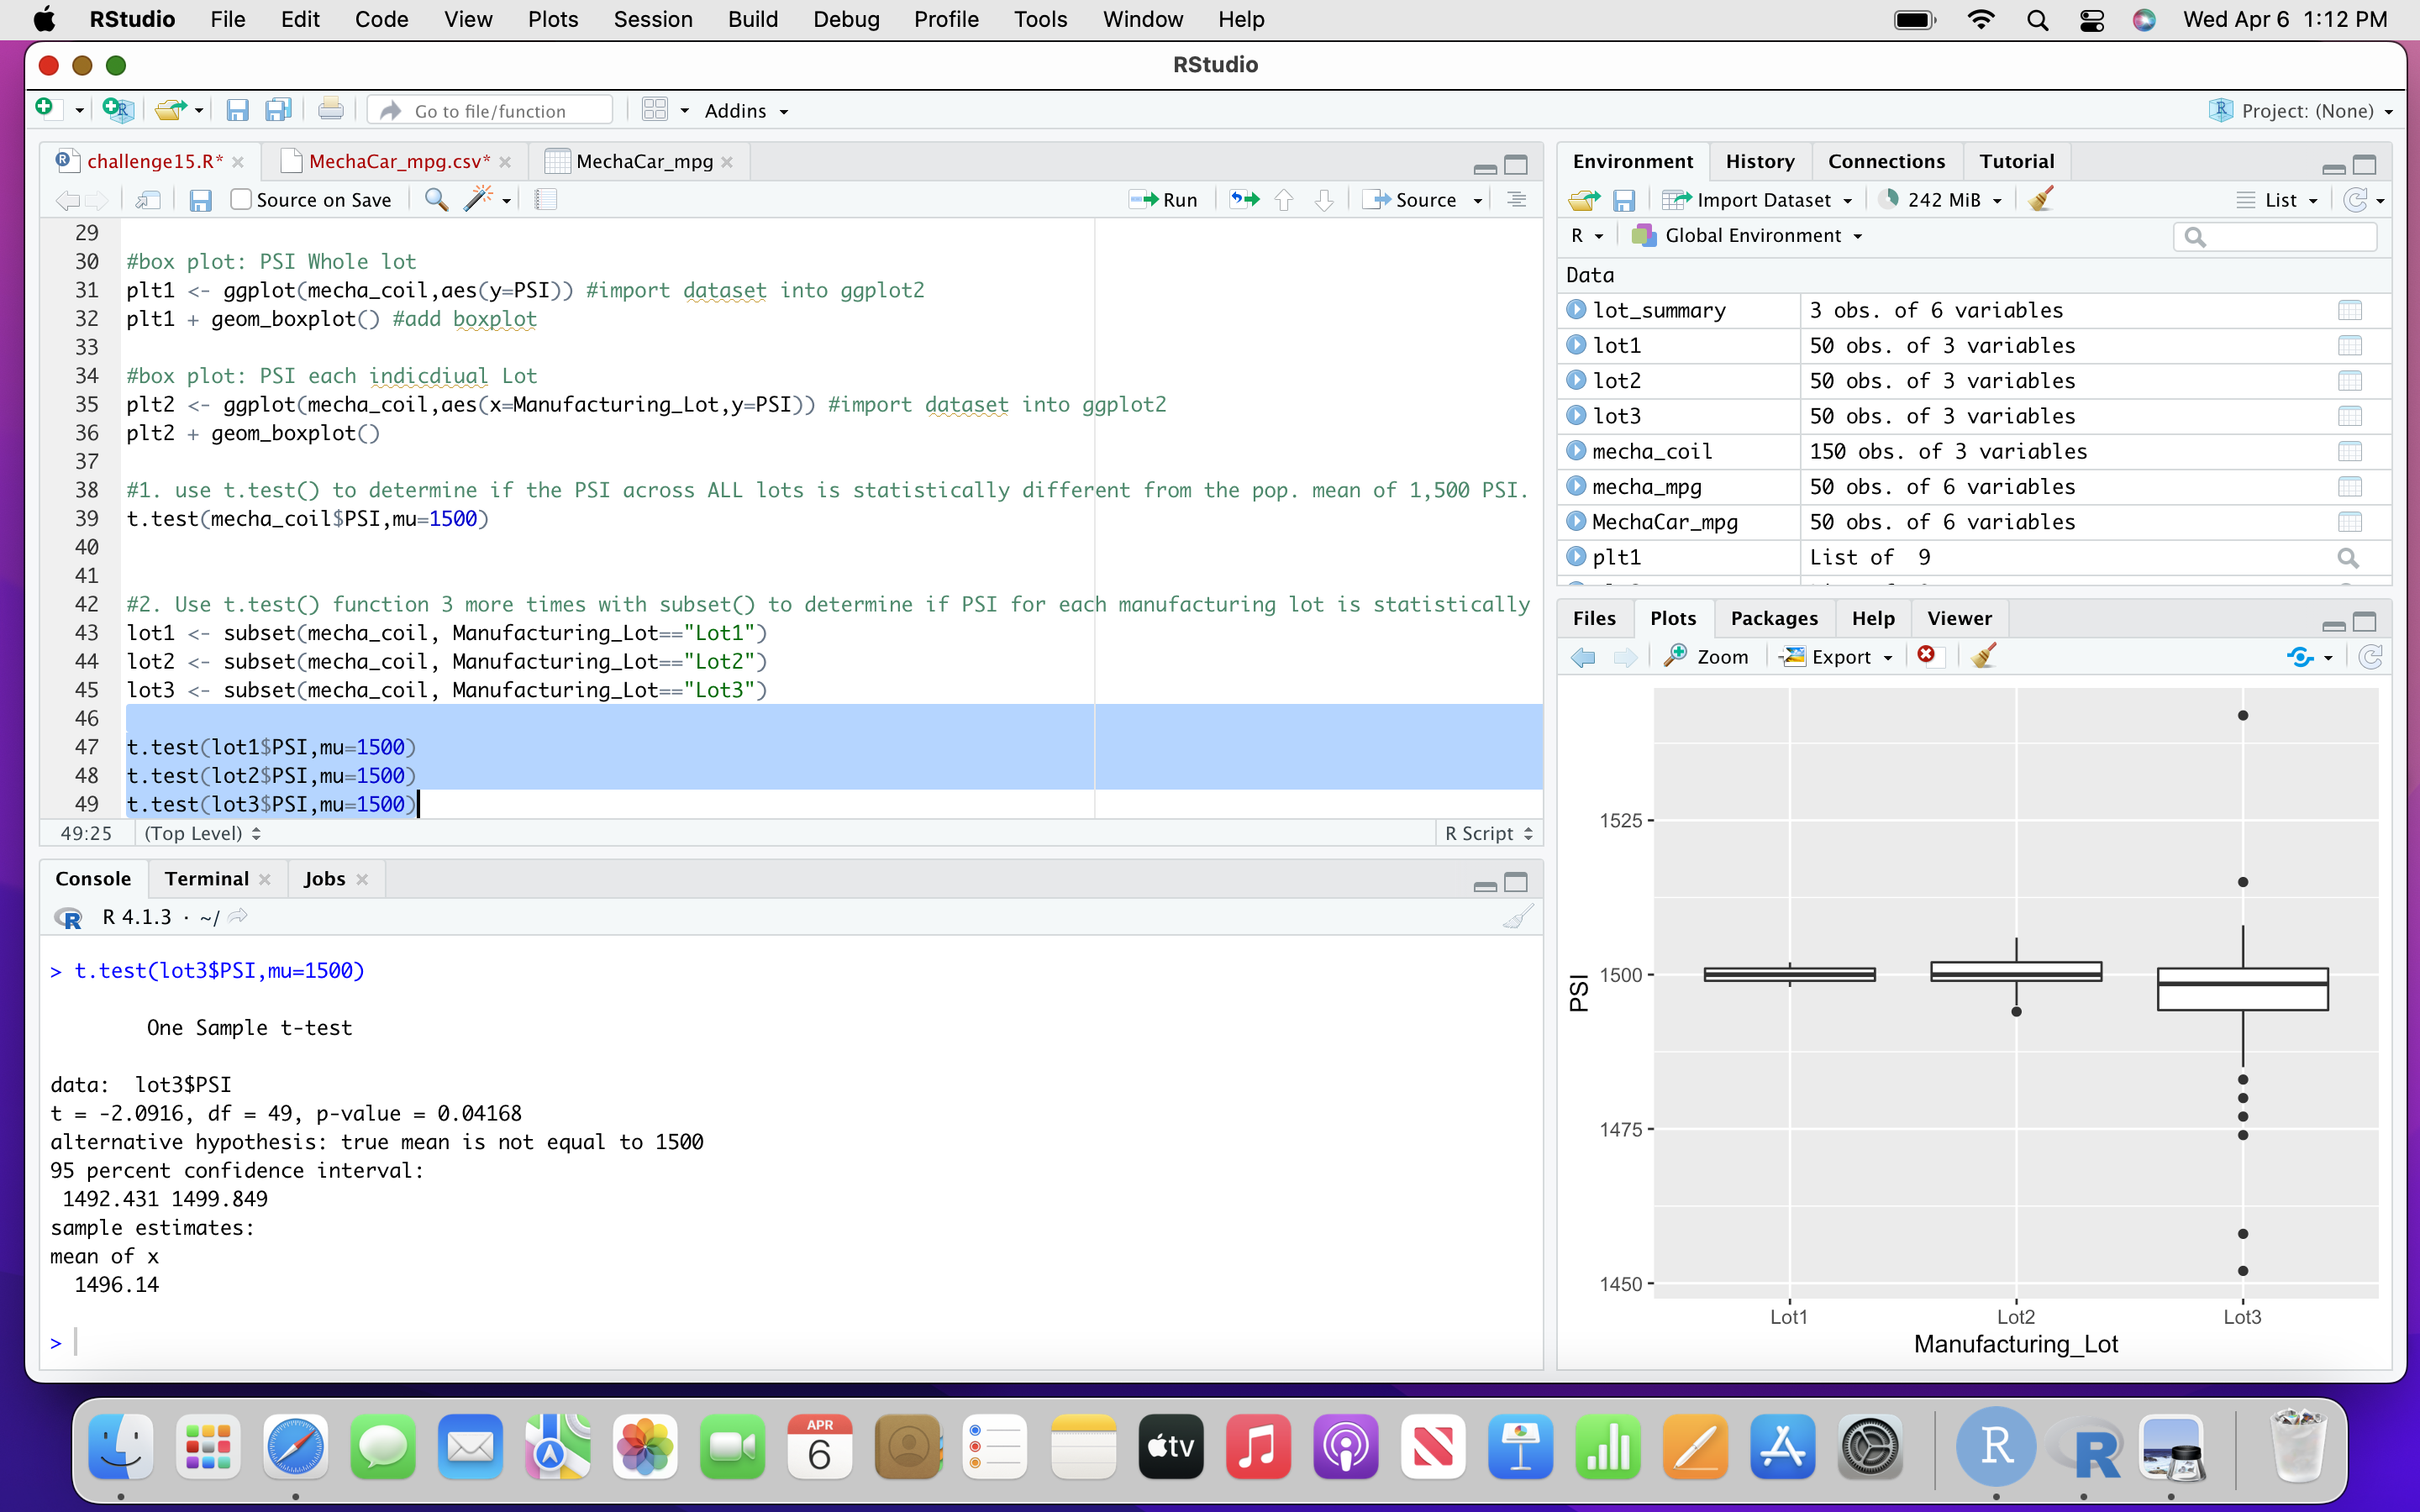 RStudio File Edit Code View Plots Session Build Debug Profile Tools Window Help Wed Apr 6 1:12 PM
RStudio
Go to file/function Addins Project: (None)
challenge15.R* MechaCar_mpg.csv* MechaCar_mpg
Source on Save Run Source
29
30 #box plot: PSI Whole lot
31 plt1 <- ggplot(mecha_coil,aes(y=PSI)) #import dataset into ggplot2
32 plt1 + geom_boxplot() #add boxplot
33
34 #box plot: PSI each indicdiual Lot
35 plt2 <- ggplot(mecha_coil,aes(x=Manufacturing_Lot,y=PSI)) #import dataset into ggplot2
36 plt2 + geom_boxplot()
37
38 #1. use t.test() to determine if the PSI across ALL lots is statistically different from the pop. mean of 1,500 PSI.
39 t.test(mecha_coil$PSI,mu=1500)
40
41
42 #2. Use t.test() function 3 more times with subset() to determine if PSI for each manufacturing lot is statistically
43 lot1 <- subset(mecha_coil, Manufacturing_Lot=="Lot1")
44 lot2 <- subset(mecha_coil, Manufacturing_Lot=="Lot2")
45 lot3 <- subset(mecha_coil, Manufacturing_Lot=="Lot3")
46
47 t.test(lot1$PSI,mu=1500)
48 t.test(lot2$PSI,mu=1500)
49 t.test(lot3$PSI,mu=1500)
49:25 (Top Level) R Script
Console Terminal Jobs
R 4.1.3 · ~/
> t.test(lot3$PSI,mu=1500)
One Sample t-test
data: lot3$PSI
t = -2.0916, df = 49, p-value = 0.04168
alternative hypothesis: true mean is not equal to 1500
95 percent confidence interval:
1492.431 1499.849
sample estimates:
mean of x
1496.14
>
Environment History Connections Tutorial
Import Dataset 242 MiB List
R Global Environment
Data
lot_summary 3 obs. of 6 variables
lot1 50 obs. of 3 variables
lot2 50 obs. of 3 variables
lot3 50 obs. of 3 variables
mecha_coil 150 obs. of 3 variables
mecha_mpg 50 obs. of 6 variables
MechaCar_mpg 50 obs. of 6 variables
plt1 List of 9
Files Plots Packages Help Viewer
Zoom Export
1525
1500
1475
1450
PSI
Lot1 Lot2 Lot3
Manufacturing_Lot
APR
6
tv
R
R